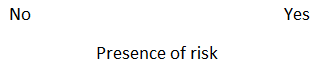 No Yes
Presence of risk